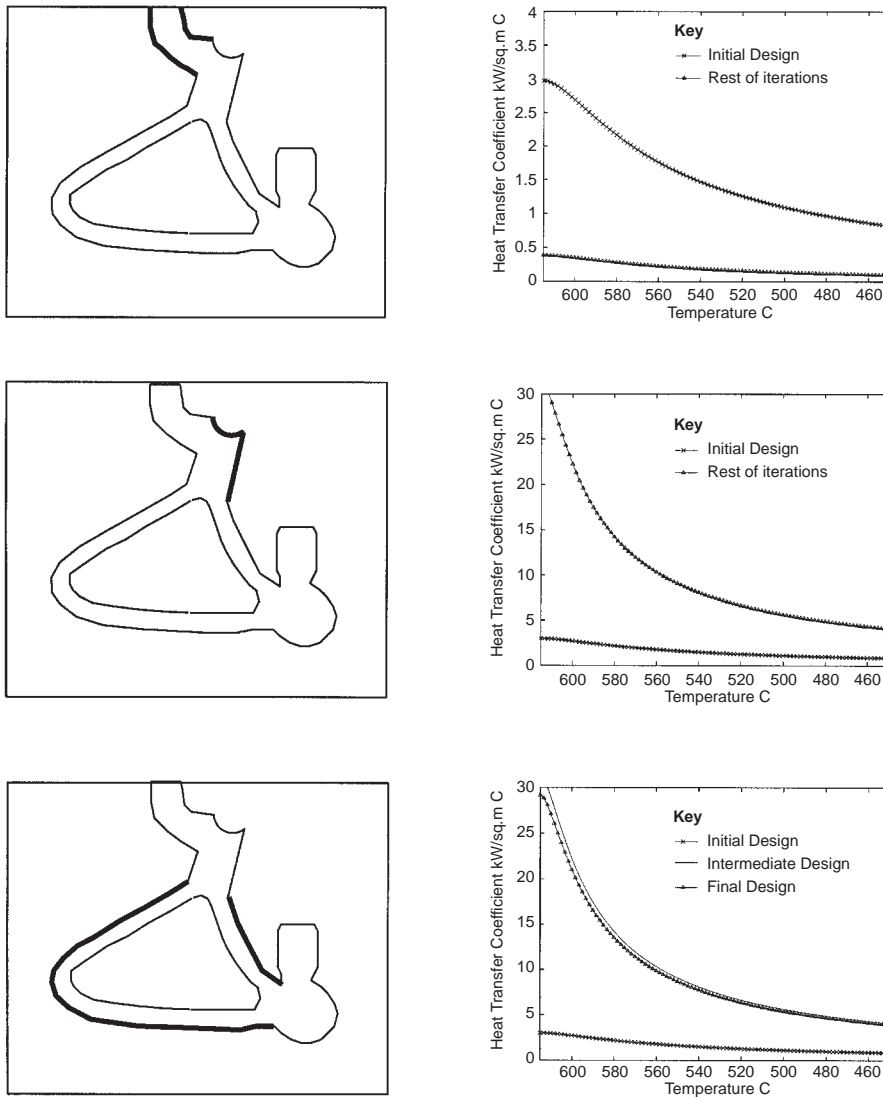 Heat Transfer Coefficient kW/sq.m C
4
3.5
3
2.5
2
1.5
1
0.5
0
Key
Initial Design
Rest of iterrations
600 580 560 540 520 500 480 460
Temperature C
Heat Transfer Coefficient kW/sq.m C
30
25
20
15
10
5
0
Key
Initial Design
Rest of iterrations
600 580 560 540 520 500 480 460
Temperature C
Heat Transfer Coefficient kW/sq.m C
30
25
20
15
10
5
0
Key
Initial Design
Intermediate Design
Final Design
600 580 560 540 520 500 480 460
Temperature C